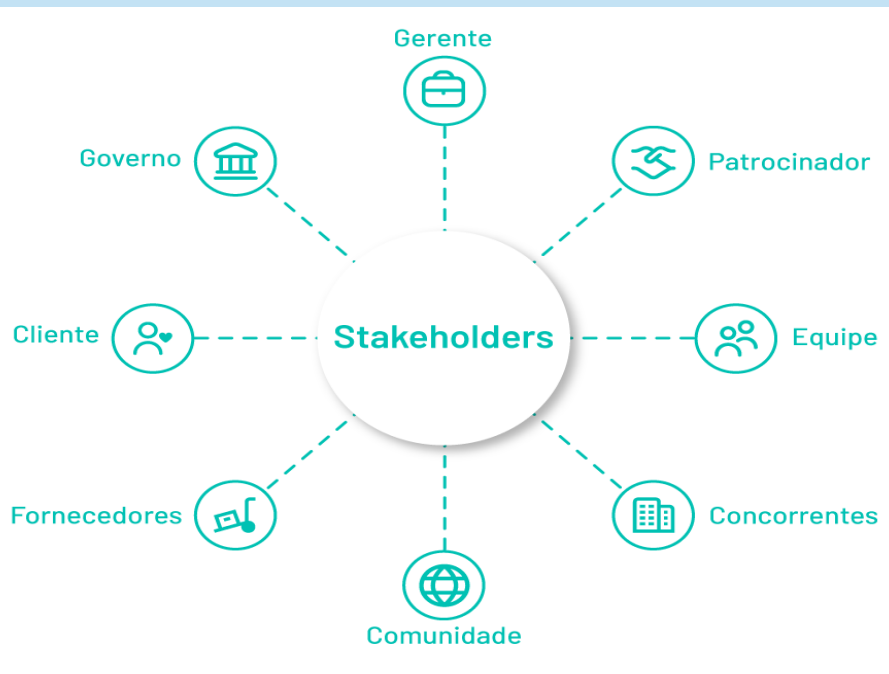 Gerente
Governo
Patrocinador
Cliente
Stakeholders
Equipe
Fornecedores
Concorrentes
Comunidade